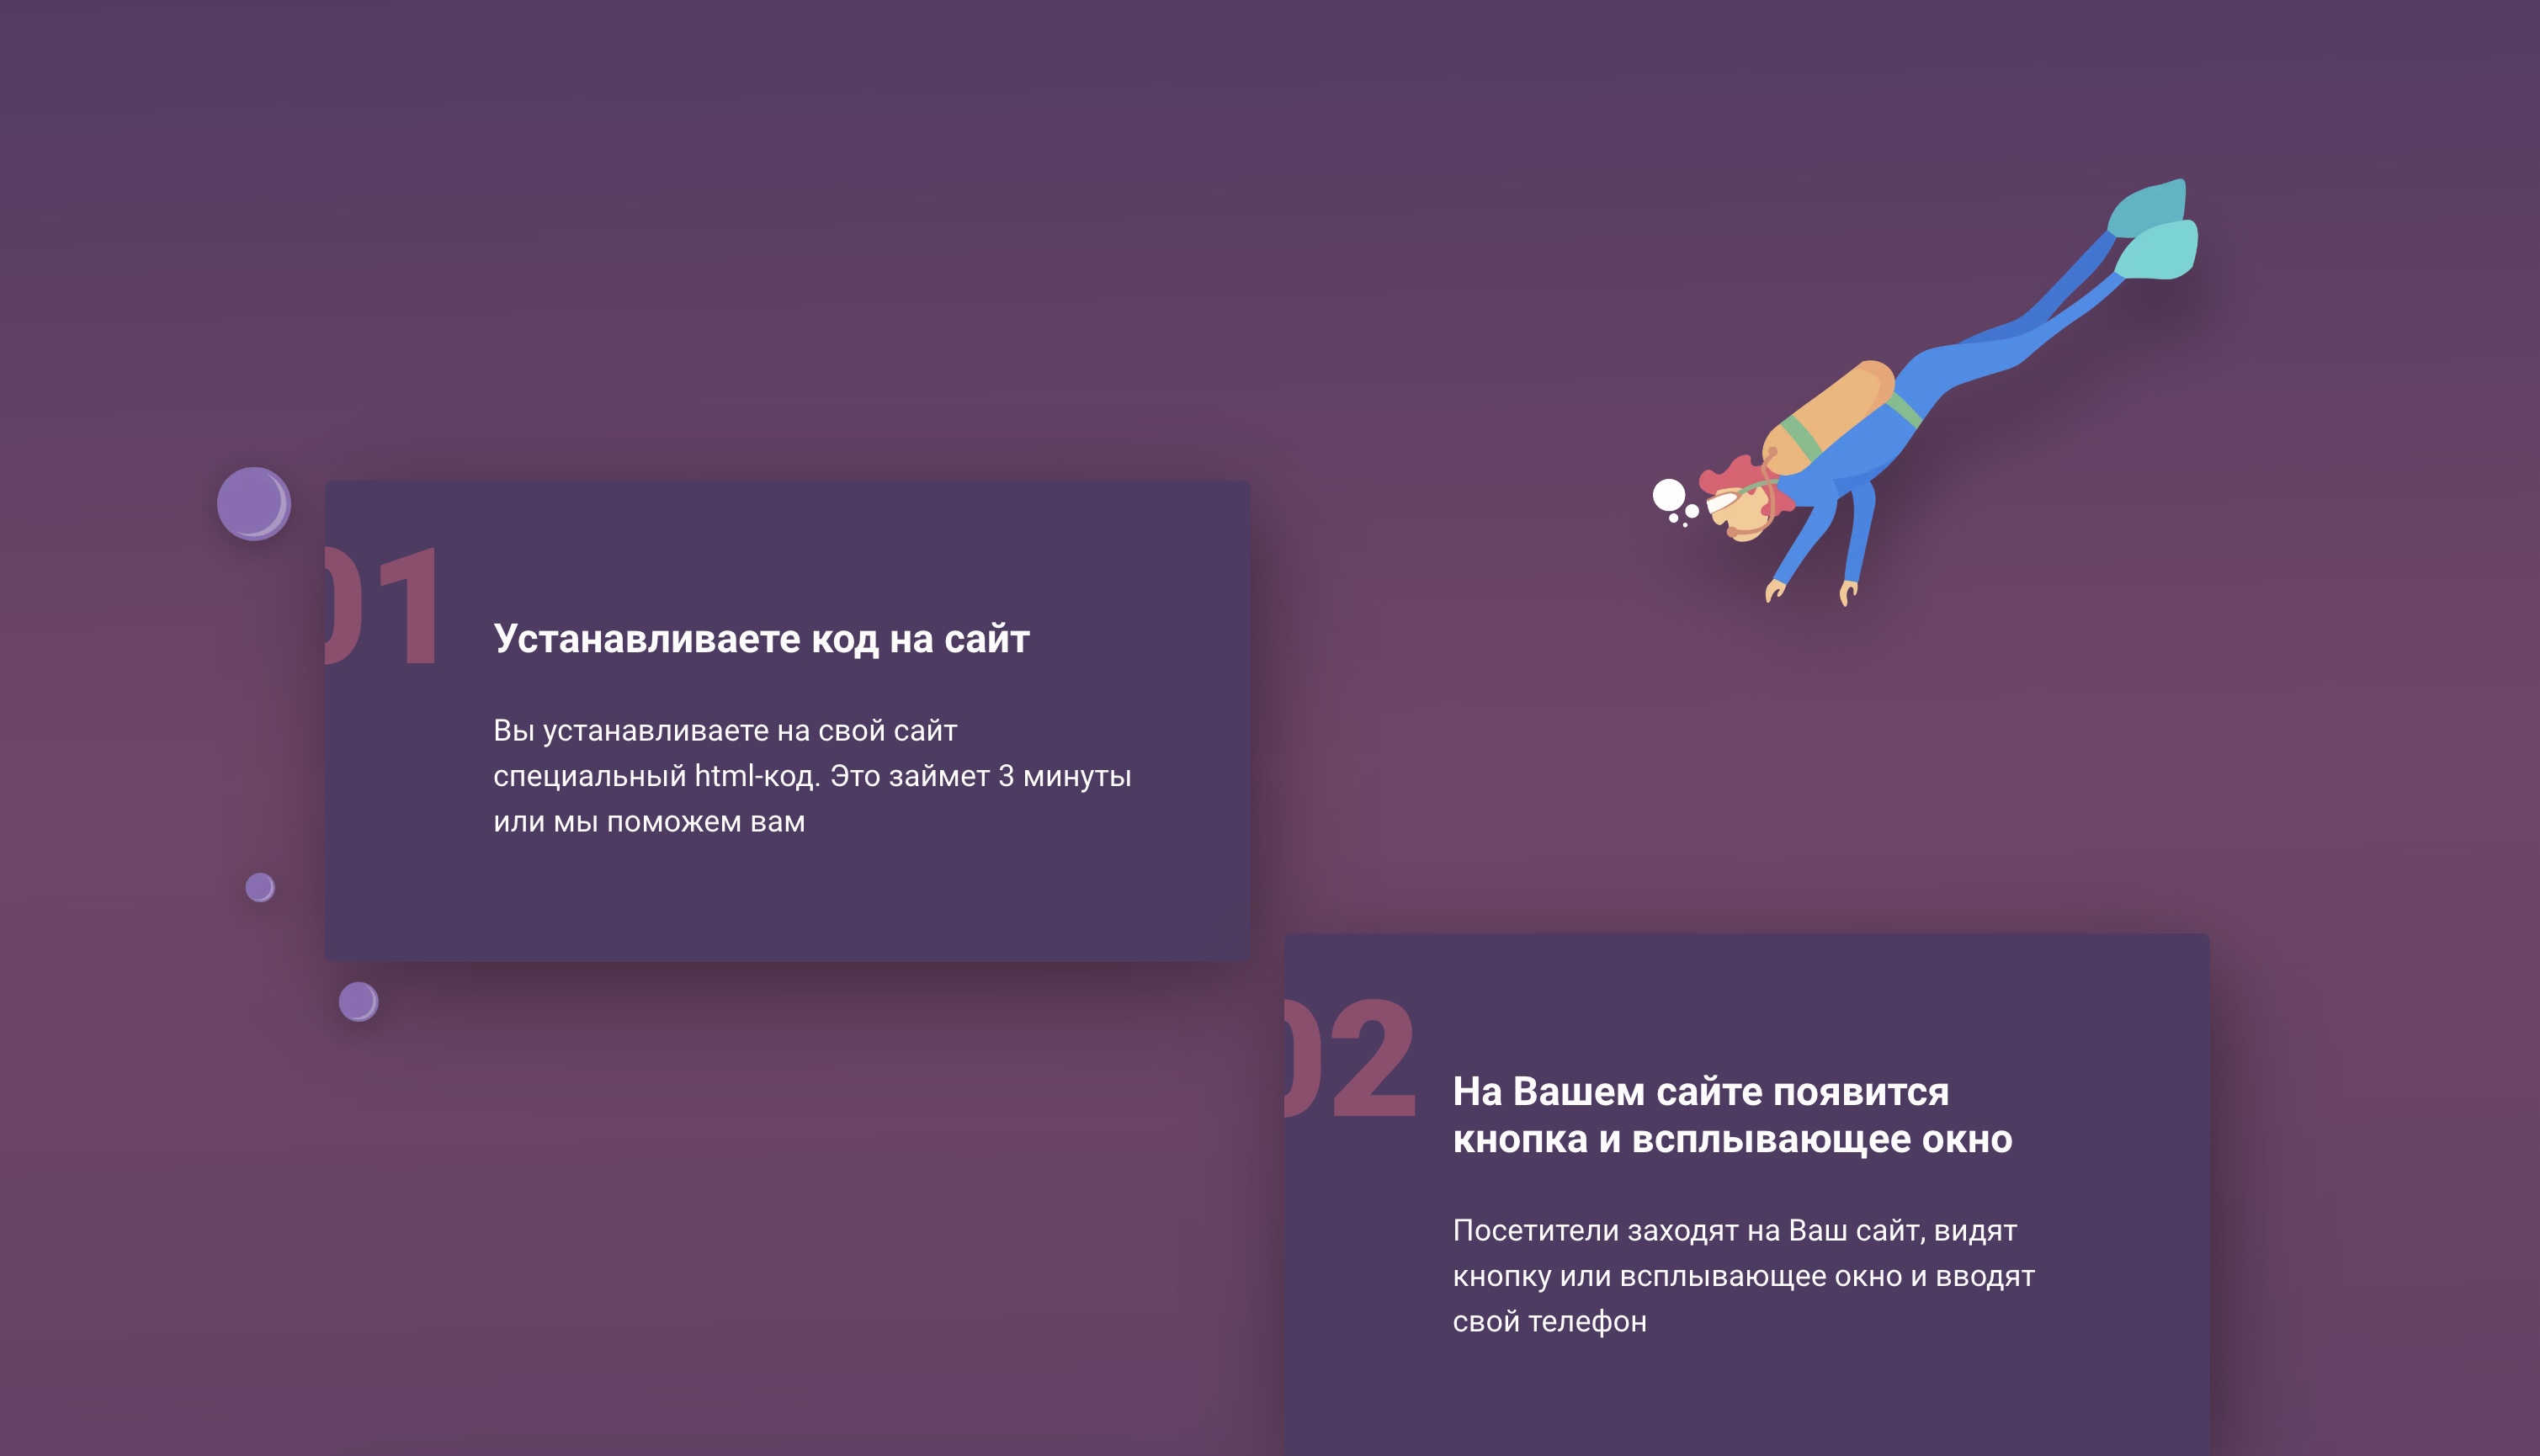 01
Устанавливаете код на сайт
Вы устанавливаете на свой сайт
специальный html-код. Это займет 3 минуты
или мы поможем вам
02
На Вашем сайте появится
кнопка и всплывающее окно
Посетители заходят на Ваш сайт, видят
кнопку или всплывающее окно и вводят
свой телефон